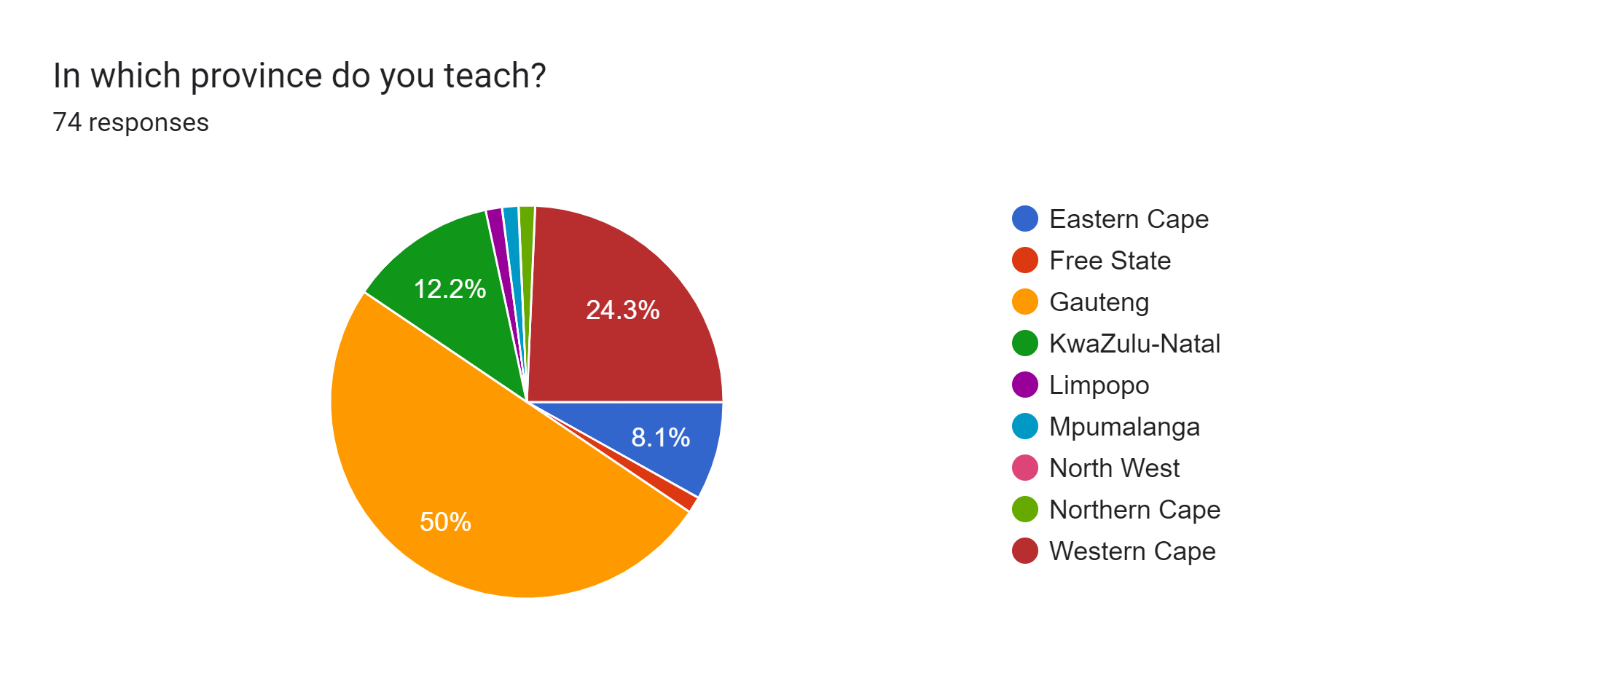 In which province do you teach?
74 responses
12.2%
24.3%
8.1%
50%
Eastern Cape
Free State
Gauteng
KwaZulu-Natal
Limpopo
Mpumalanga
North West
Northern Cape
Western Cape